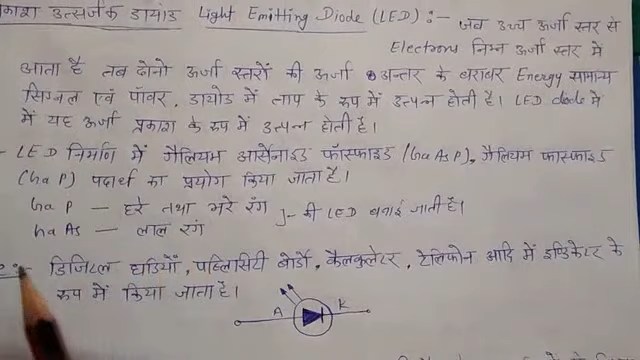 प्रकाश उत्सर्जक डायोड Light Emitting Diode (LED) :- जब उच्च ऊर्जा स्तर से
Electrons निम्न ऊर्जा स्तर में
आता है तब दोनो ऊर्जा स्तरों की ऊर्जा अन्तर के बराबर Energy सामान्य
सिग्नल एवं पॉवर, डायोड में ताप के रूप में उत्पन्न होती है। LED diode में
में यह ऊर्जा प्रकाश के रूप में उत्पन्न होती है।
- LED निर्माण में गैलियम आर्सेनाइड फॉस्फाइड (Ga As P), गैलियम फास्फाइड
(Ga P) पदार्थ का प्रयोग किया जाता है।
Ga P — हरे तथा भरे रंग
की LED बनाई जाती है।
Ga As — लाल रंग
डिजिटल घडियों, पब्लिसिटी बोर्डो, कैलकुलेटर, टेलिफोन आदि में इण्डिकेटर के
रूप में किया जाता है।
A K